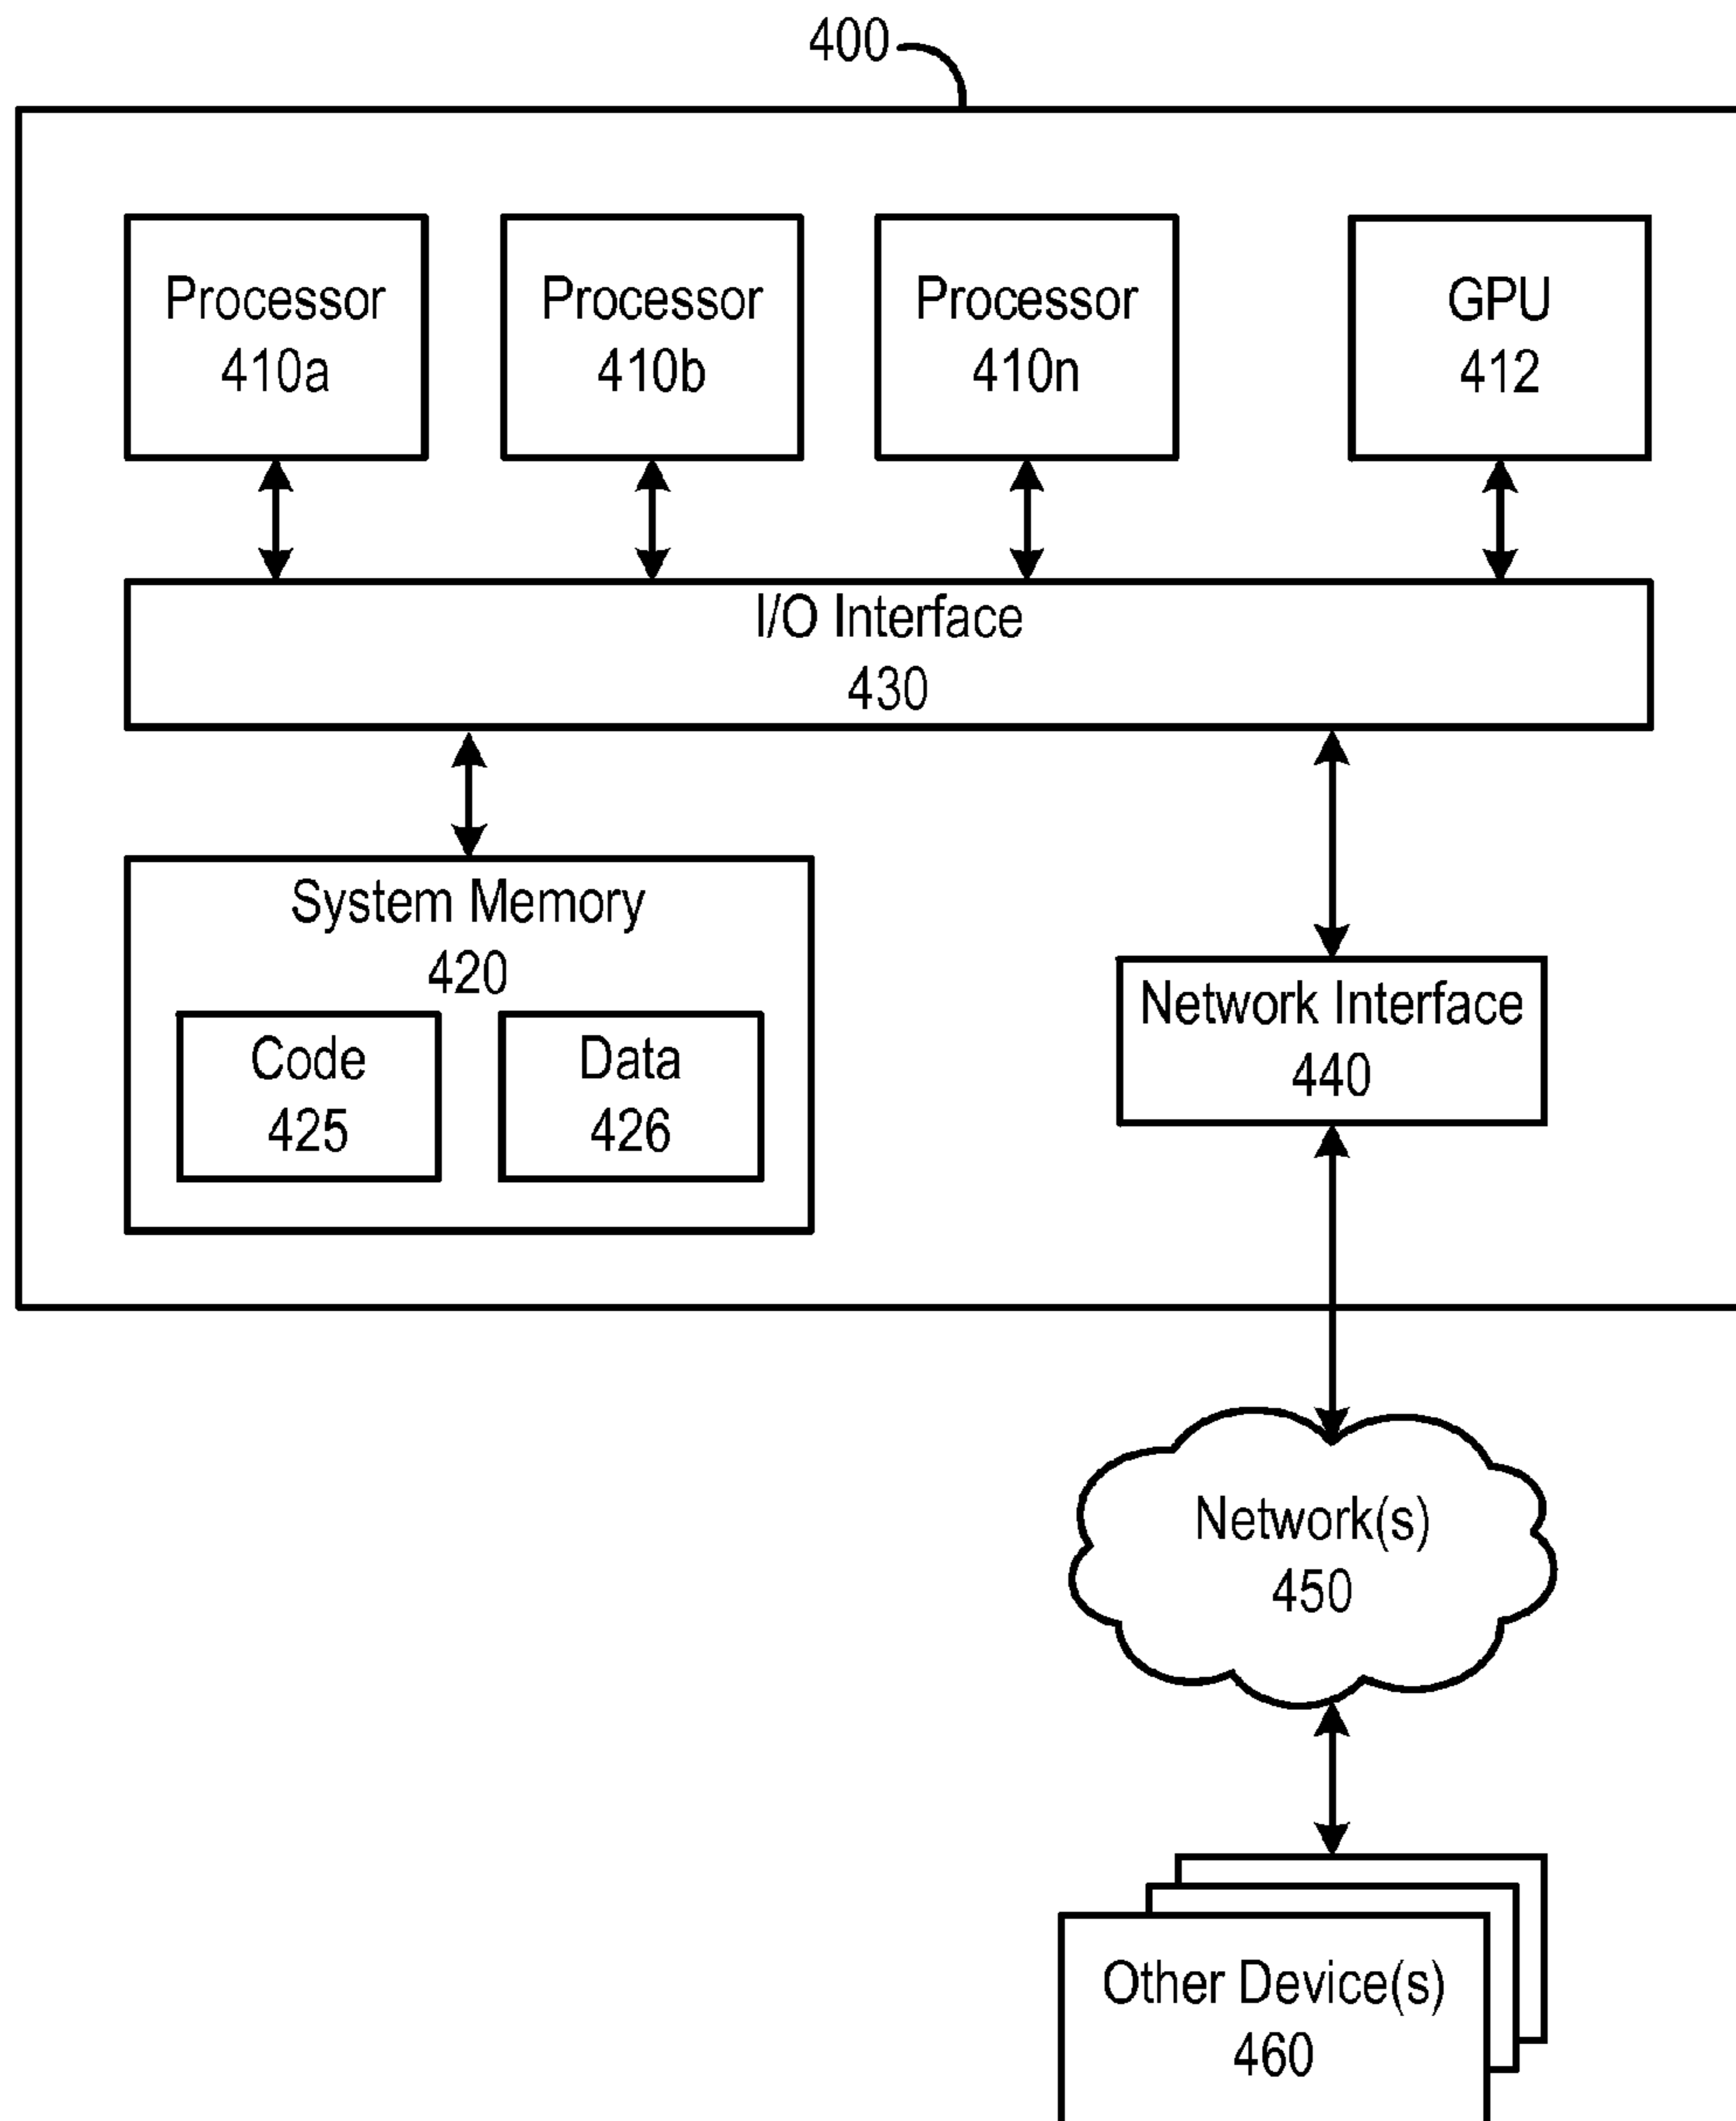 400
Processor
410a
Processor
410b
Processor
410n
GPU
412
I/O Interface
430
System Memory
420
Code
425
Data
426
Network Interface
440
Network(s)
450
Other Device(s)
460